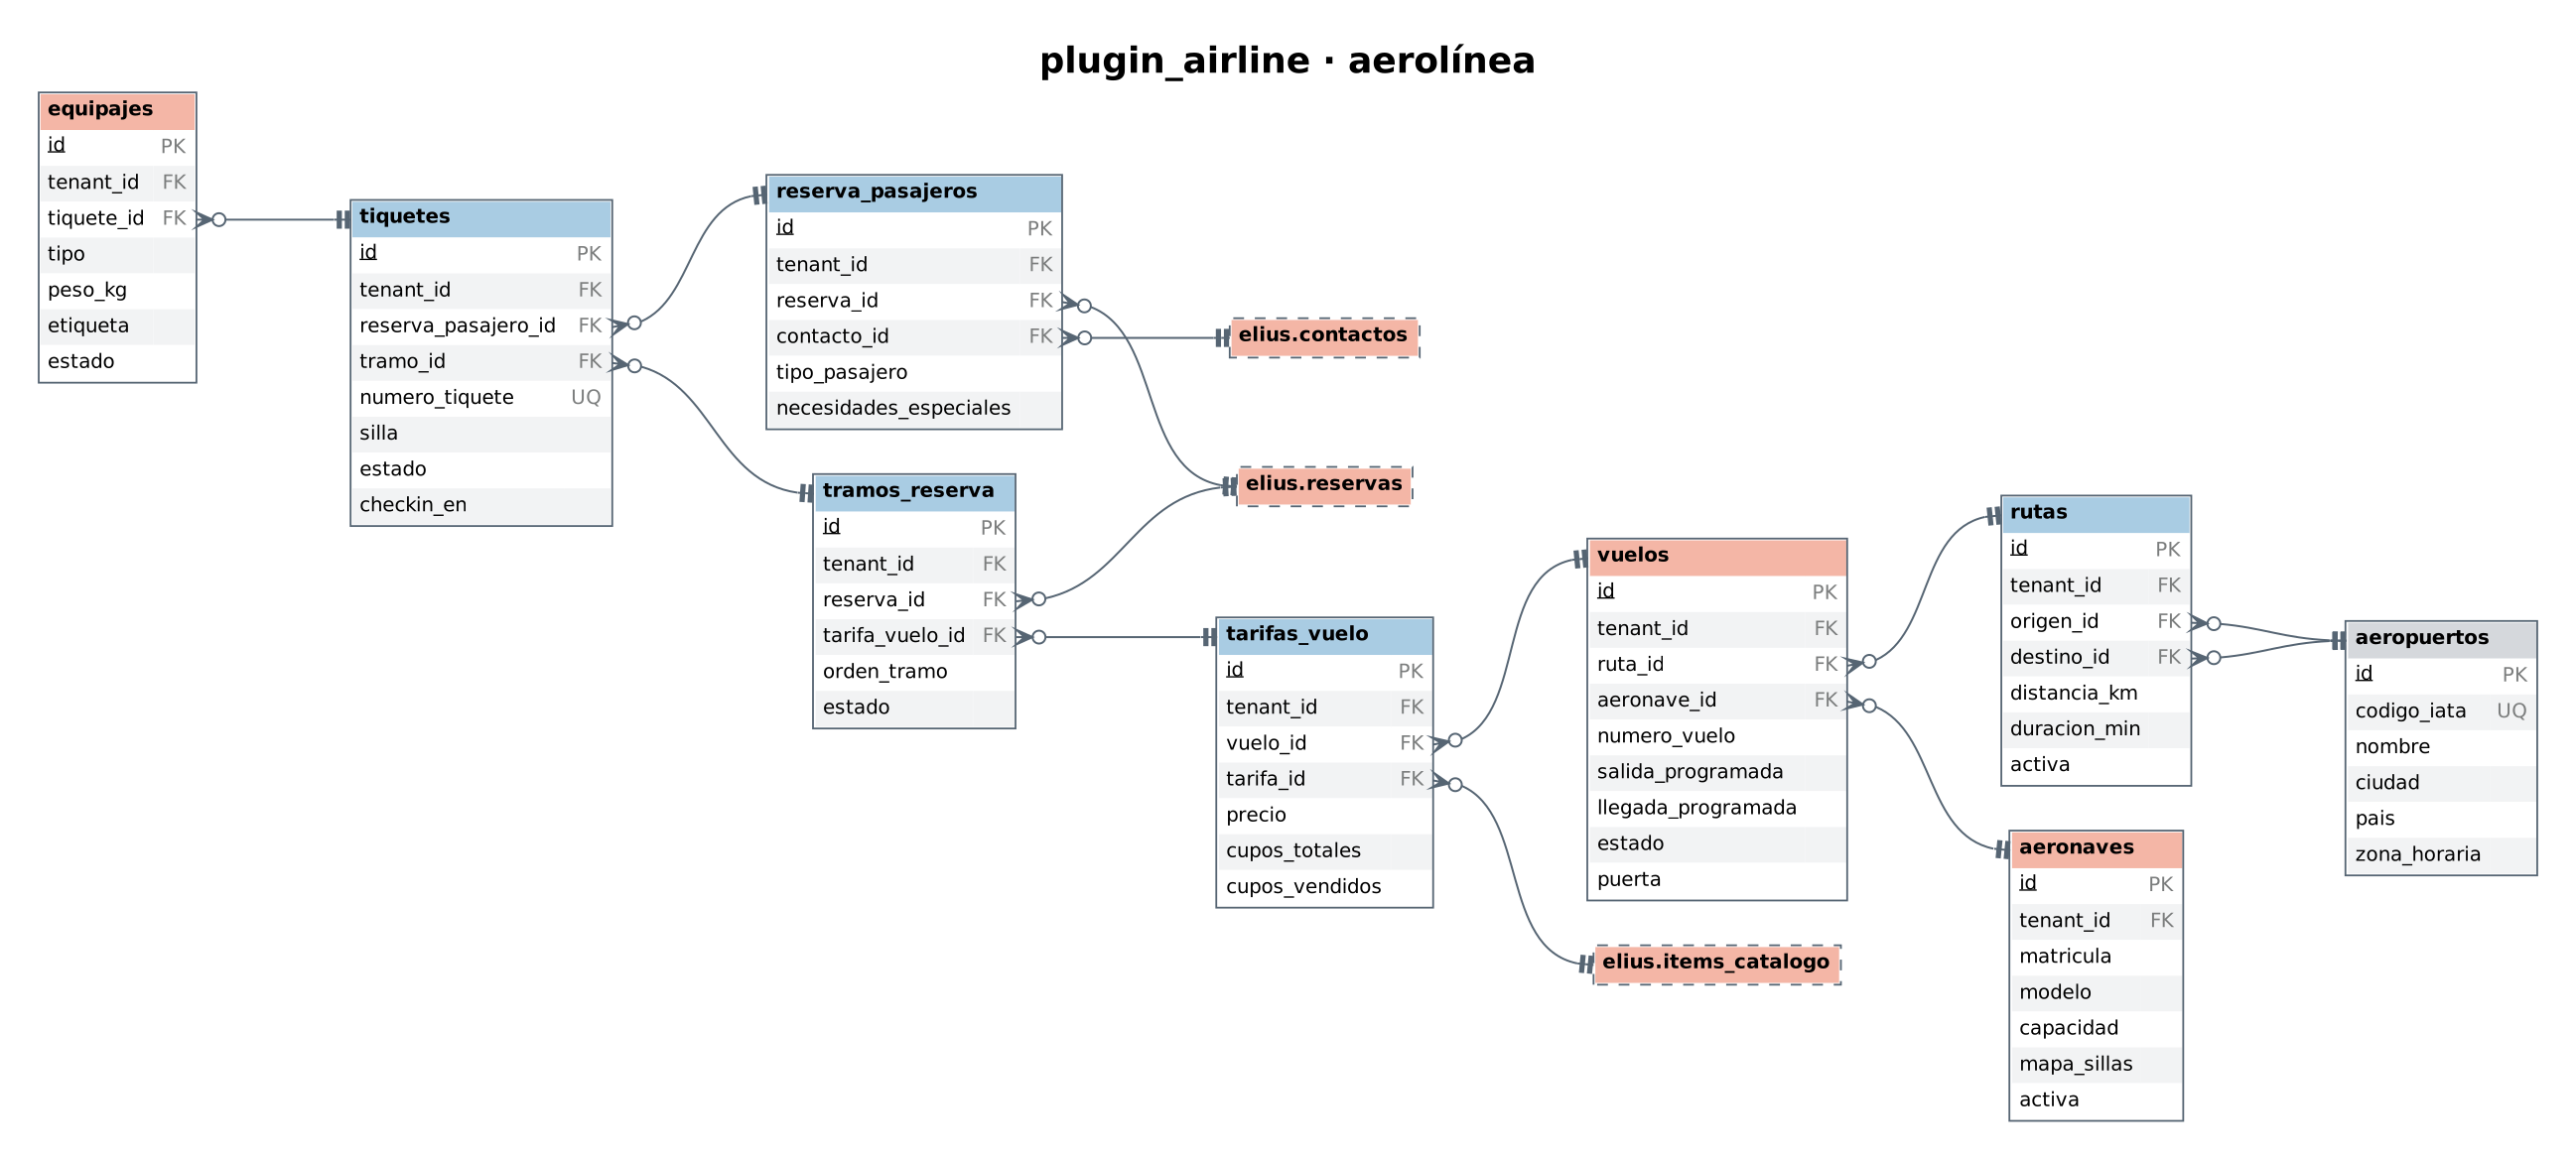 plugin_airline · aerolínea
equipajes
id PK
tenant_id FK
tiquete_id FK
tipo
peso_kg
etiqueta
estado
tiquetes
id PK
tenant_id FK
reserva_pasajero_id FK
tramo_id FK
numero_tiquete UQ
silla
estado
checkin_en
reserva_pasajeros
id PK
tenant_id FK
reserva_id FK
contacto_id FK
tipo_pasajero
necesidades_especiales
tramos_reserva
id PK
tenant_id FK
reserva_id FK
tarifa_vuelo_id FK
orden_tramo
estado
elius.contactos
elius.reservas
tarifas_vuelo
id PK
tenant_id FK
vuelo_id FK
tarifa_id FK
precio
cupos_totales
cupos_vendidos
vuelos
id PK
tenant_id FK
ruta_id FK
aeronave_id FK
numero_vuelo
salida_programada
llegada_programada
estado
puerta
elius.items_catalogo
rutas
id PK
tenant_id FK
origen_id FK
destino_id FK
distancia_km
duracion_min
activa
aeronaves
id PK
tenant_id FK
matricula
modelo
capacidad
mapa_sillas
activa
aeropuertos
id PK
codigo_iata UQ
nombre
ciudad
pais
zona_horaria